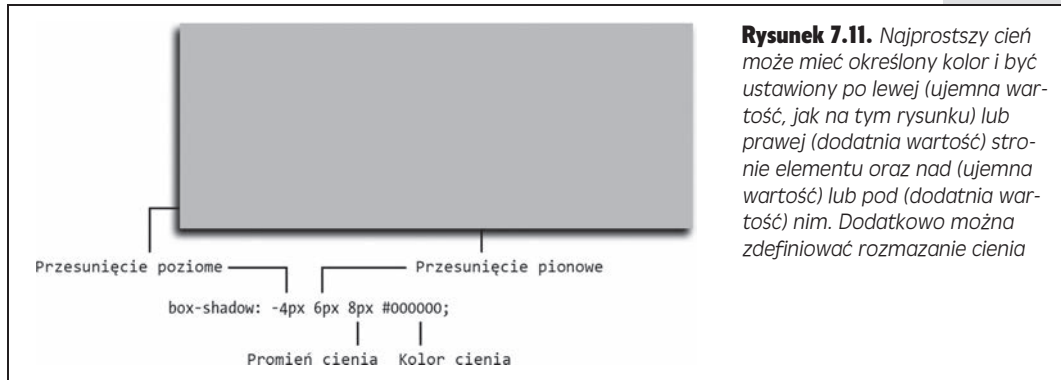 Rysunek 7.11. Najprostszy cień
może mieć określony kolor i być
ustawiony po lewej (ujemna war-
tość, jak na tym rysunku) lub
prawej (dodatnia wartość) stro-
nie elementu oraz nad (ujemna
wartość) lub pod (dodatnia war-
tość) nim. Dodatkowo można
zdefiniować rozmazanie cienia
Przesunięcie poziome
Przesunięcie pionowe
box-shadow: -4px 6px 8px #000000;
Promień cienia
Kolor cienia